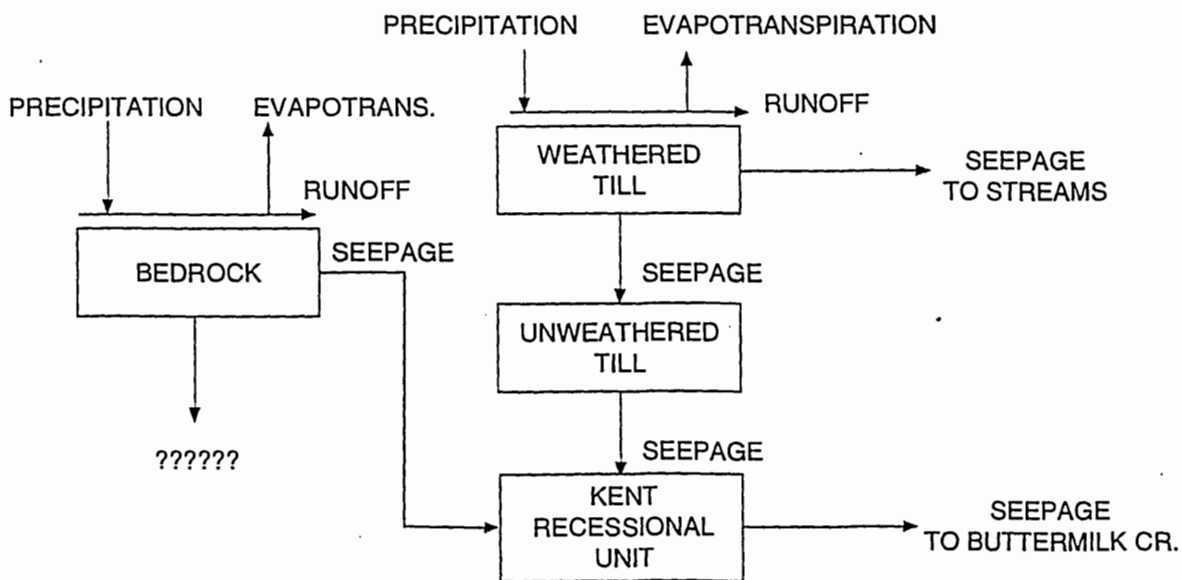 PRECIPITATION
EVAPOTRANSPIRATION
PRECIPITATION
EVAPOTRANS.
RUNOFF
WEATHERED
TILL
SEEPAGE
TO STREAMS
RUNOFF
BEDROCK
SEEPAGE
SEEPAGE
UNWEATHERED
TILL
??????
SEEPAGE
KENT
RECESSIONAL
UNIT
SEEPAGE
TO BUTTERMILK CR.